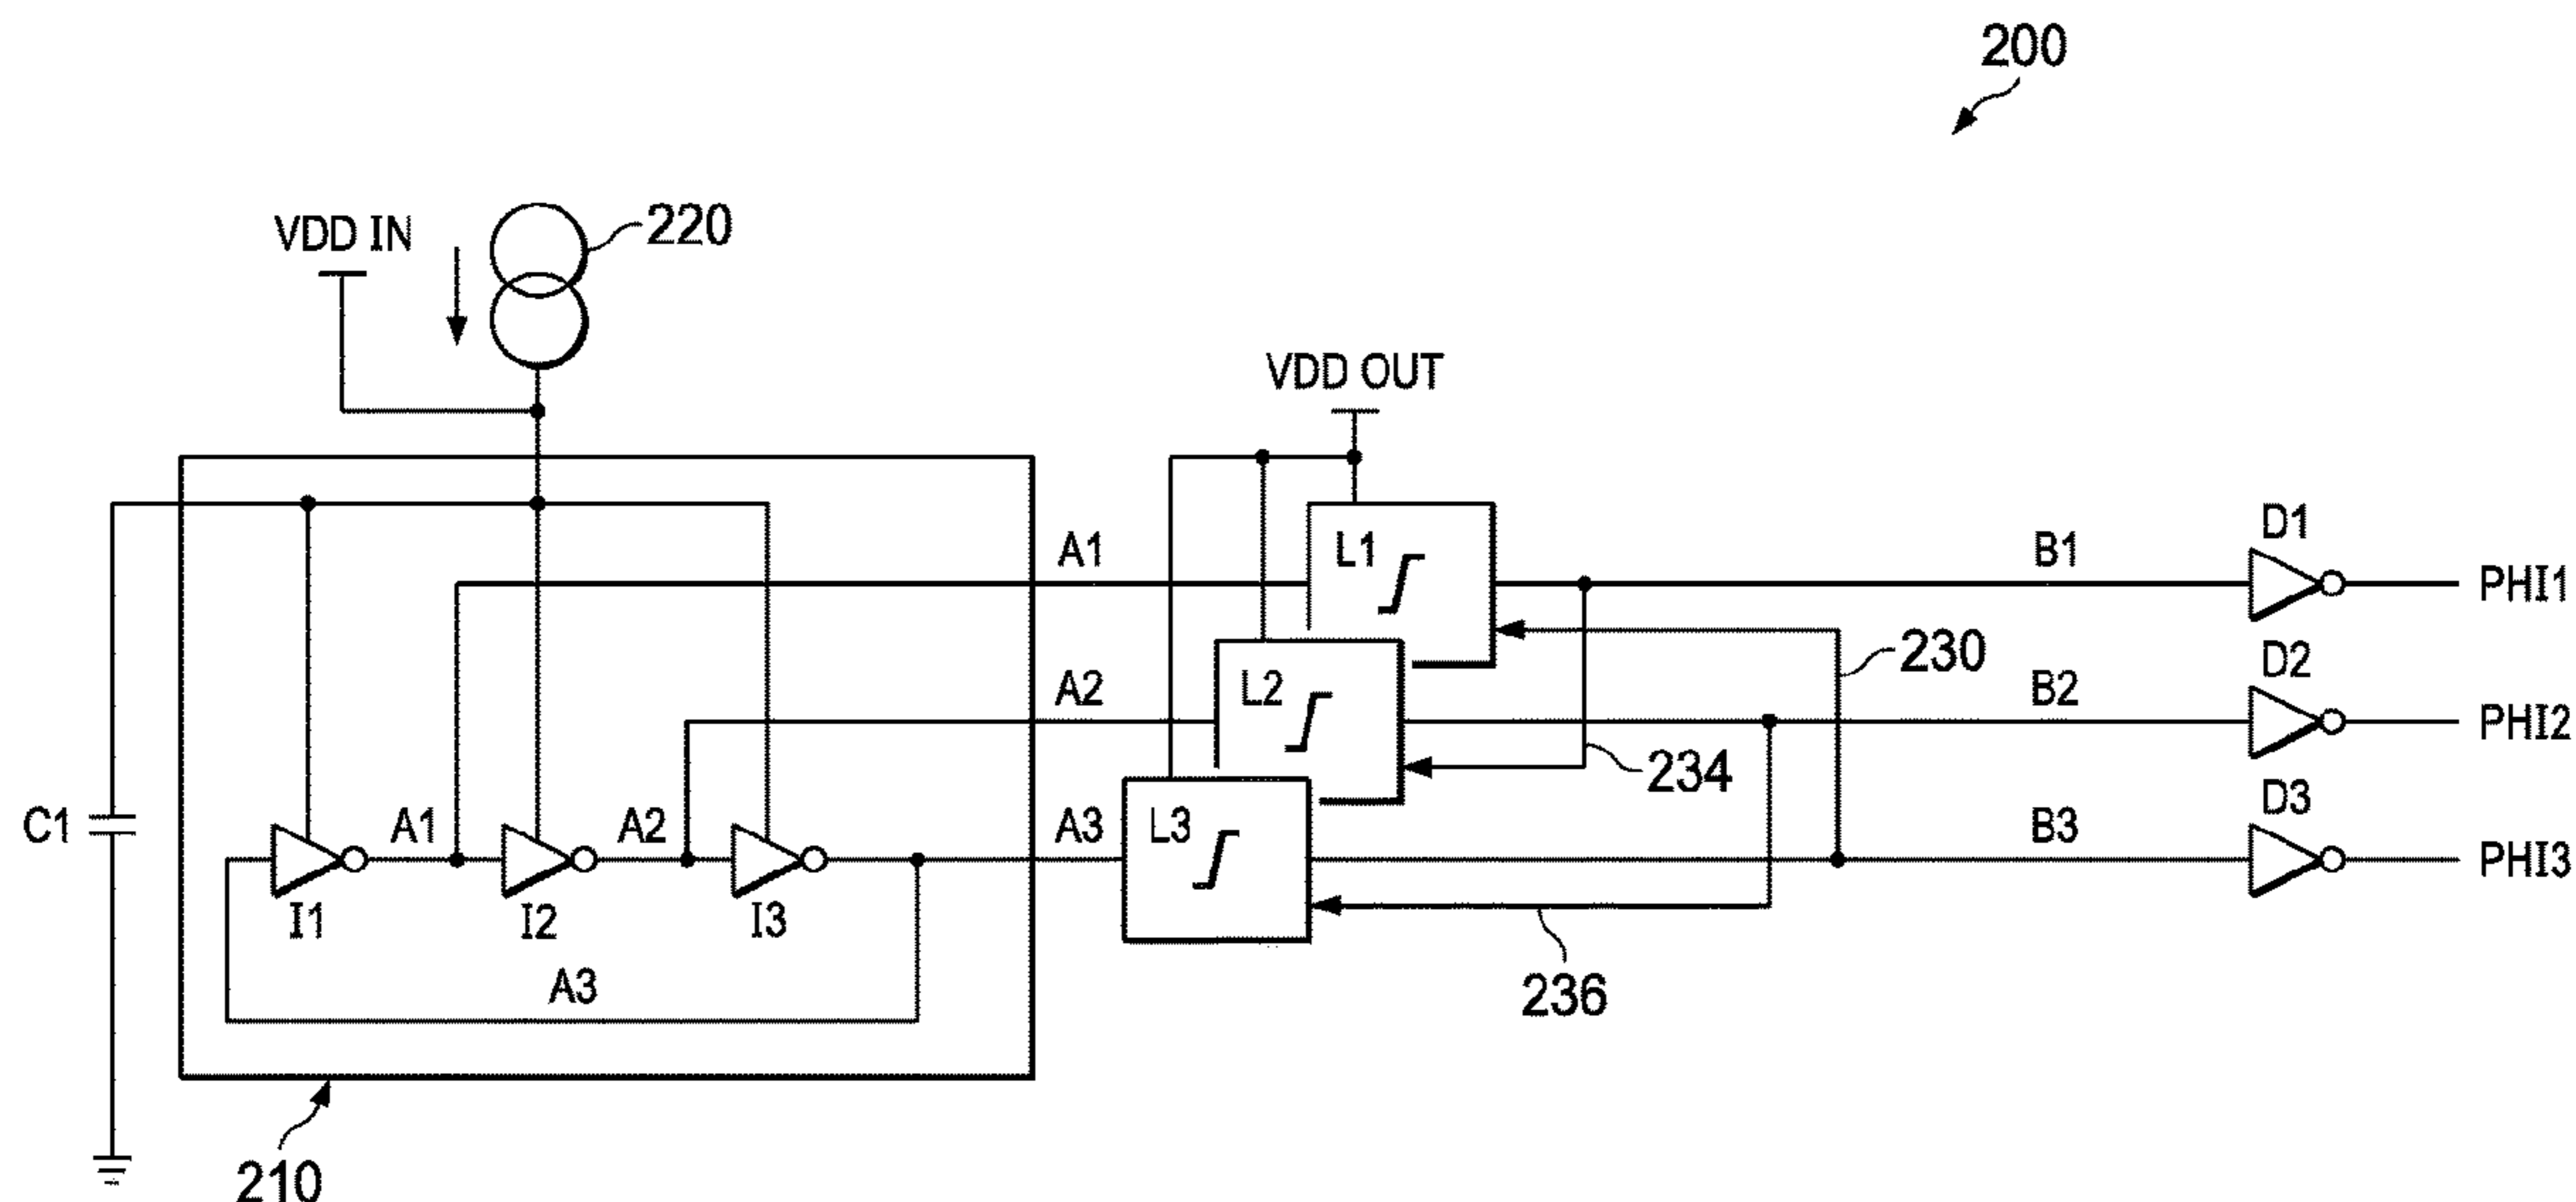 200
VDD IN
220
VDD OUT
A1
L1
B1
D1
PHI1
230
A2
L2
B2
D2
PHI2
234
C1
A1
A2
A3
L3
B3
D3
PHI3
I1
I2
I3
A3
236
210